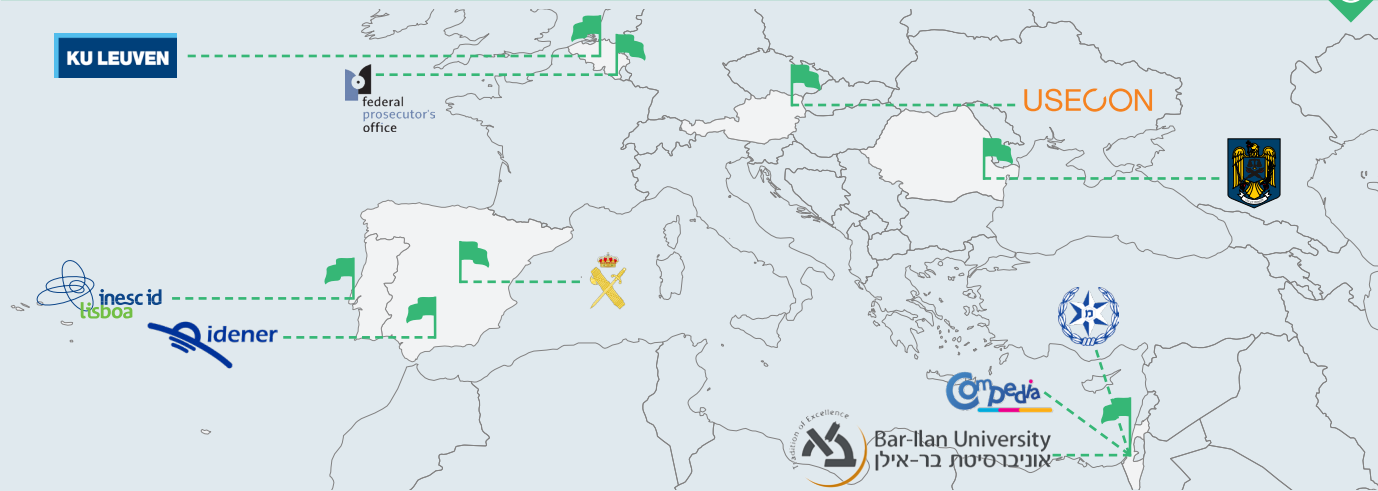 KU LEUVEN
federal
prosecutor's
office
USECON
inesc id
lisboa
idener
מ
Compedia
Tradition of Excellence
בא
Bar-Ilan University
אוניברסיטת בר-אילן